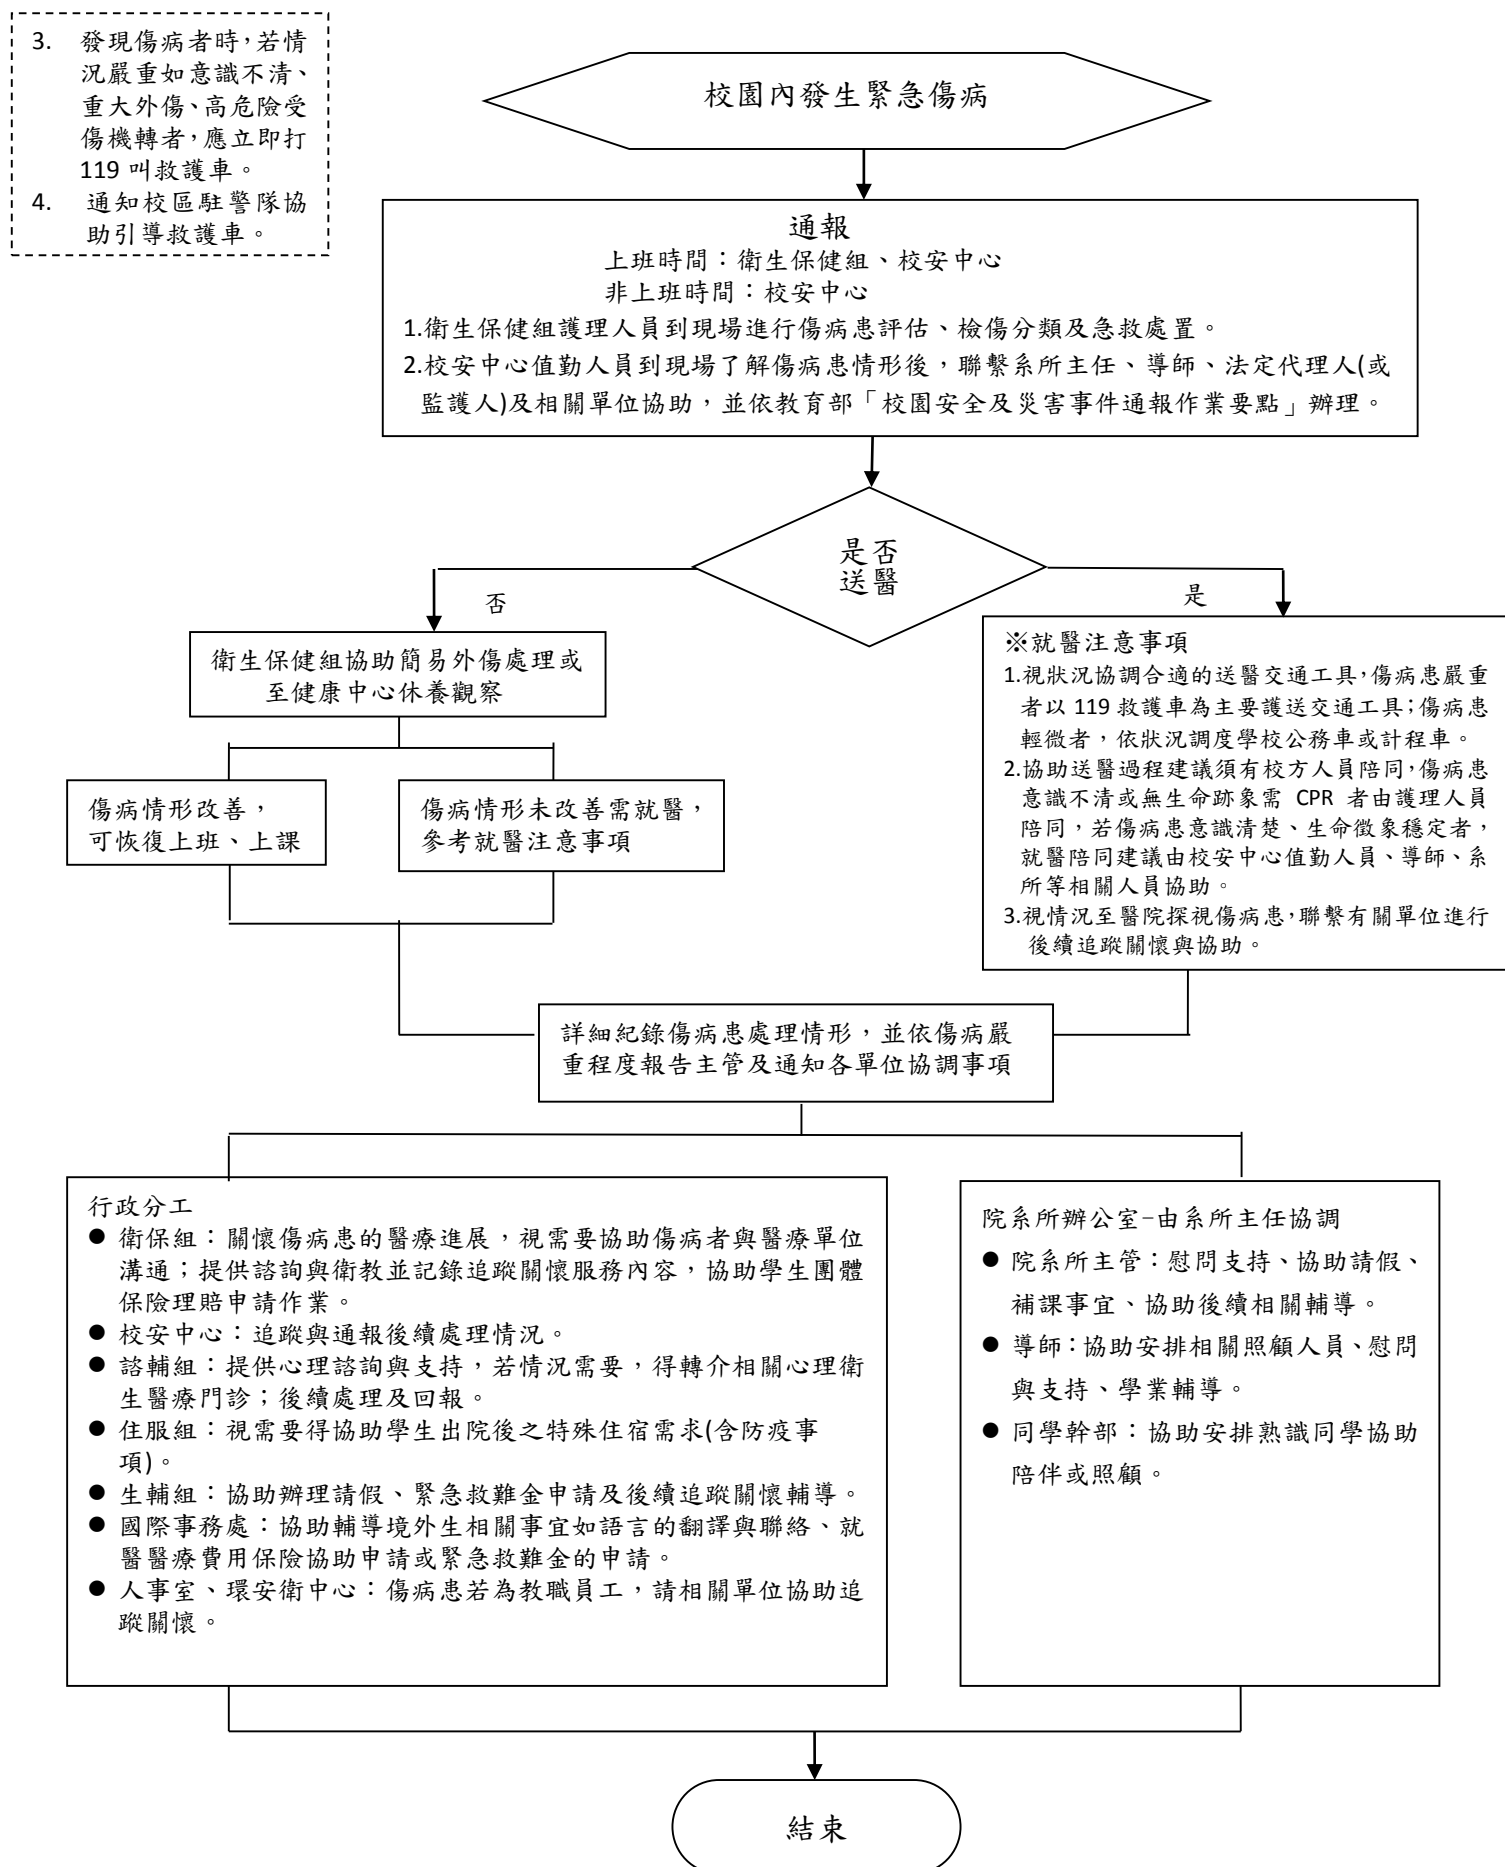 3. 發現傷病者時，若情
況嚴重如意識不清、
重大外傷、高危險受
傷機轉者，應立即打
119 叫救護車。
4. 通知校區駐警隊協
助引導救護車。
校園內發生緊急傷病
通報
上班時間：衛生保健組、校安中心
非上班時間：校安中心
1.衛生保健組護理人員到現場進行傷病患評估、檢傷分類及急救處置。
2.校安中心值勤人員到現場了解傷病患情形後，聯繫系所主任、導師、法定代理人(或
監護人)及相關單位協助，並依教育部「校園安全及災害事件通報作業要點」辦理。
是否
送醫
否
是
衛生保健組協助簡易外傷處理或
至健康中心休養觀察
傷病情形改善，
可恢復上班、上課
傷病情形未改善需就醫，
參考就醫注意事項
※就醫注意事項
1.視狀況協調合適的送醫交通工具，傷病患嚴重
者以 119 救護車為主要護送交通工具；傷病患
輕微者，依狀況調度學校公務車或計程車。
2.協助送醫過程建議須有校方人員陪同，傷病患
意識不清或無生命跡象需 CPR 者由護理人員
陪同，若傷病患意識清楚、生命徵象穩定者，
就醫陪同建議由校安中心值勤人員、導師、系
所等相關人員協助。
3.視情況至醫院探視傷病患，聯繫有關單位進行
後續追蹤關懷與協助。
詳細紀錄傷病患處理情形，並依傷病嚴
重程度報告主管及通知各單位協調事項
行政分工
● 衛保組：關懷傷病患的醫療進展，視需要協助傷病者與醫療單位
溝通；提供諮詢與衛教並記錄追蹤關懷服務內容，協助學生團體
保險理賠申請作業。
● 校安中心：追蹤與通報後續處理情況。
● 諮輔組：提供心理諮詢與支持，若情況需要，得轉介相關心理衛
生醫療門診；後續處理及回報。
● 住服組：視需要得協助學生出院後之特殊住宿需求(含防疫事
項)。
● 生輔組：協助辦理請假、緊急救難金申請及後續追蹤關懷輔導。
● 國際事務處：協助輔導境外生相關事宜如語言的翻譯與聯絡、就
醫醫療費用保險協助申請或緊急救難金的申請。
● 人事室、環安衛中心：傷病患若為教職員工，請相關單位協助追
蹤關懷。
院系所辦公室-由系所主任協調
● 院系所主管：慰問支持、協助請假、
補課事宜、協助後續相關輔導。
● 導師：協助安排相關照顧人員、慰問
與支持、學業輔導。
● 同學幹部：協助安排熟識同學協助
陪伴或照顧。
結束